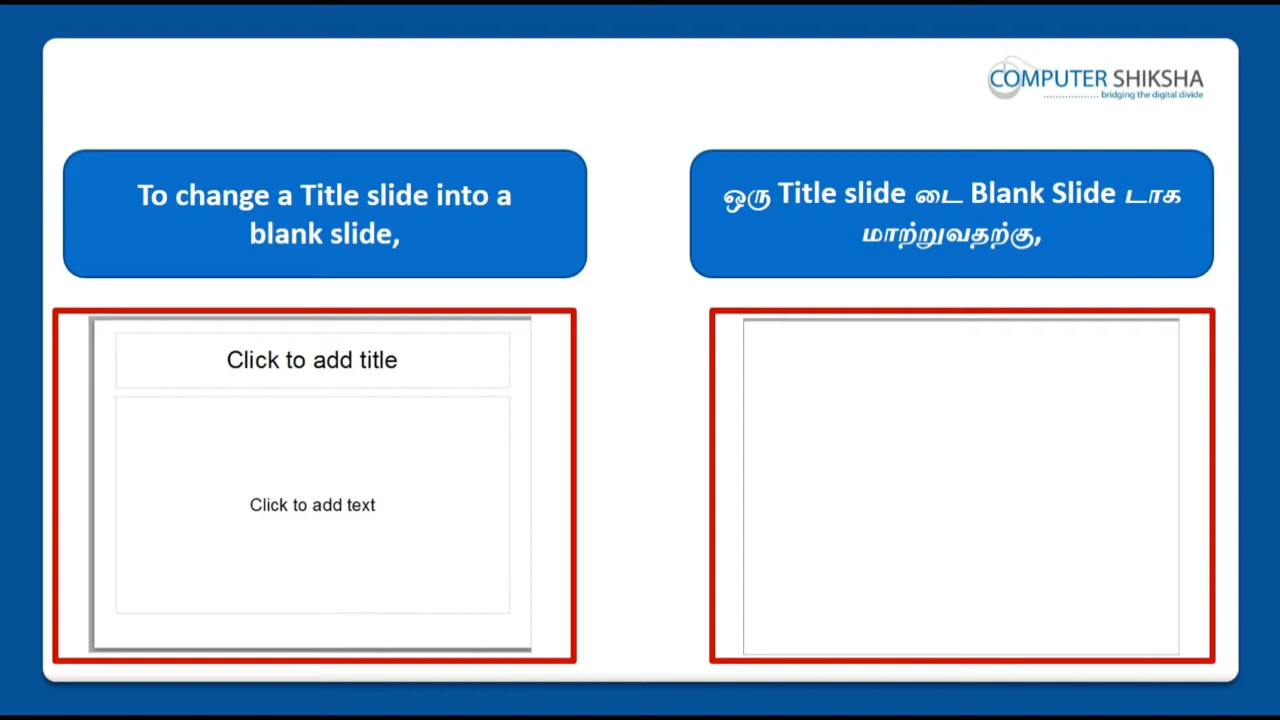 COMPUTER SHIKSHA
bridging the digital divide
To change a Title slide into a
blank slide,
ஒரு Title slide டை Blank Slide டாக
மாற்றுவதற்கு,
Click to add title
Click to add text